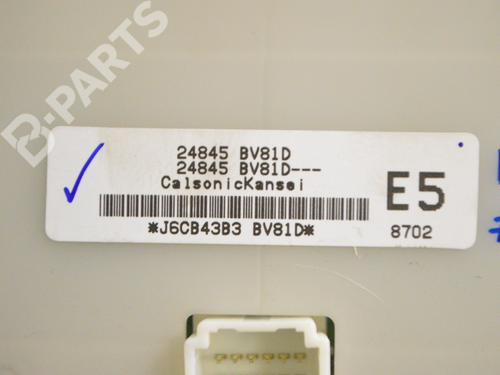 B-PARTS
24845 BV81D
24845 BV81D---
CalsonicKansei
E5
*J6CB43B3 BV81D*
8702